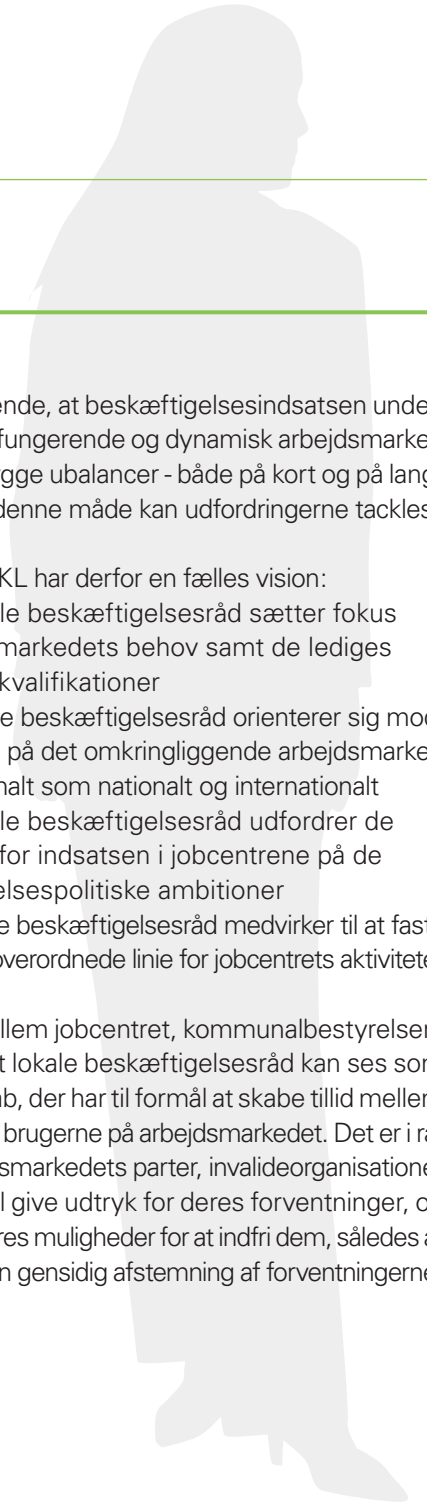 ende, at beskæftigelsesindsatsen unde
fungerende og dynamisk arbejdsmarke
gge ubalancer - både på kort og på lang
denne måde kan udfordringerne tackles
KL har derfor en fælles vision:
le beskæftigelsesråd sætter fokus
markedets behov samt de lediges
kvalifikationer
e beskæftigelsesråd orienterer sig mod
på det omkringliggende arbejdsmarke
nalt som nationalt og internationalt
le beskæftigelsesråd udfordrer de
for indsatsen i jobcentrene på de
elsespolitiske ambitioner
e beskæftigelsesråd medvirker til at fast
overordnede linie for jobcentrets aktivitete
llem jobcentret, kommunalbestyrelsen
t lokale beskæftigelsesråd kan ses som
ab, der har til formål at skabe tillid mellem
brugerne på arbejdsmarkedet. Det er i rå
dsmarkedets parter, invalideorganisatione
l give udtryk for deres forventninger, o
res muligheder for at indfri dem, således a
n gensidig afstemning af forventningerne